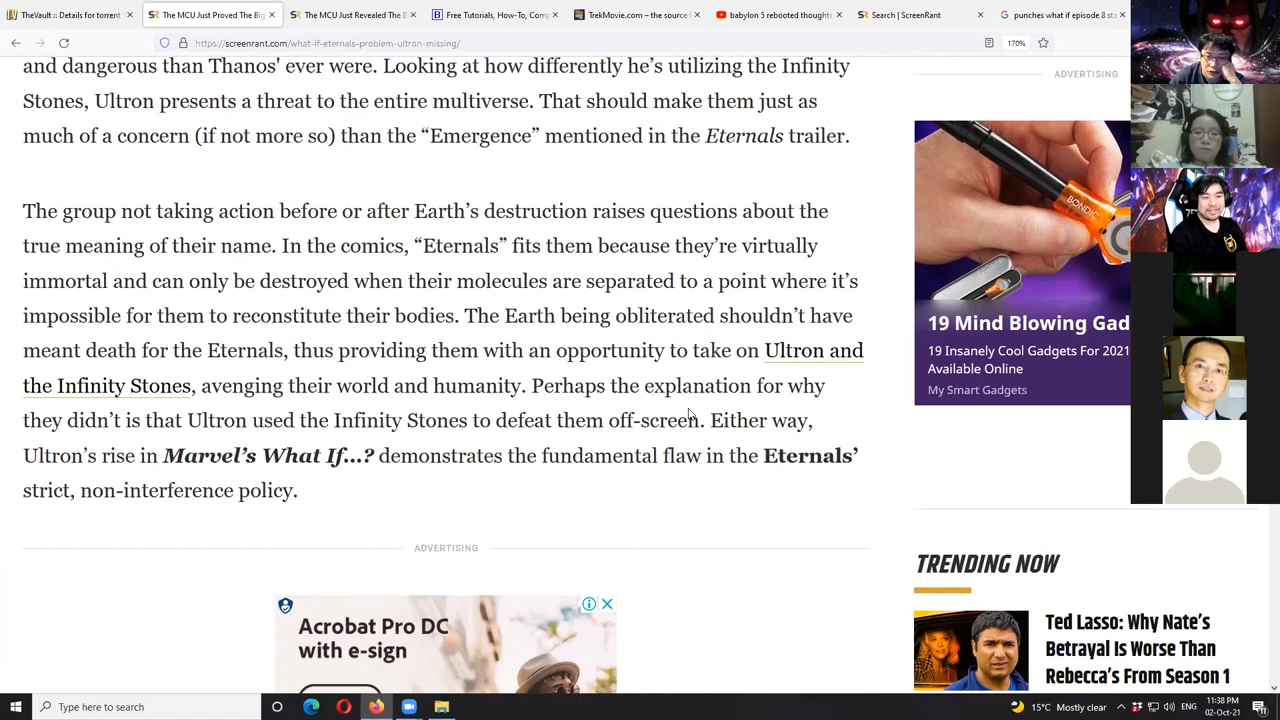 TheVault :: Details for torrent
The MCU Just Proved The Big
The MCU Just Revealed The B
Free Tutorials, How-To, Comp
TrekMovie.com – the source
babylon 5 rebooted thoughts
Search | ScreenRant
punches what if episode 8 sta
https://screenrant.com/what-if-eternals-problem-ultron-missing/
170%
and dangerous than Thanos' ever were. Looking at how differently he's utilizing the Infinity
Stones, Ultron presents a threat to the entire multiverse. That should make them just as
much of a concern (if not more so) than the “Emergence” mentioned in the Eternals trailer.
The group not taking action before or after Earth's destruction raises questions about the
true meaning of their name. In the comics, “Eternals” fits them because they're virtually
immortal and can only be destroyed when their molecules are separated to a point where it's
impossible for them to reconstitute their bodies. The Earth being obliterated shouldn't have
meant death for the Eternals, thus providing them with an opportunity to take on Ultron and
the Infinity Stones, avenging their world and humanity. Perhaps the explanation for why
they didn't is that Ultron used the Infinity Stones to defeat them off-screen. Either way,
Ultron's rise in Marvel's What If...? demonstrates the fundamental flaw in the Eternals'
strict, non-interference policy.
ADVERTISING
Acrobat Pro DC
with e-sign
ADVERTISING
BONDIC
19 Mind Blowing Gad
19 Insanely Cool Gadgets For 2021
Available Online
My Smart Gadgets
TRENDING NOW
Ted Lasso: Why Nate's
Betrayal Is Worse Than
Rebecca's From Season 1
Type here to search
15°C Mostly clear
ENG
11:38 PM
02-Oct-21